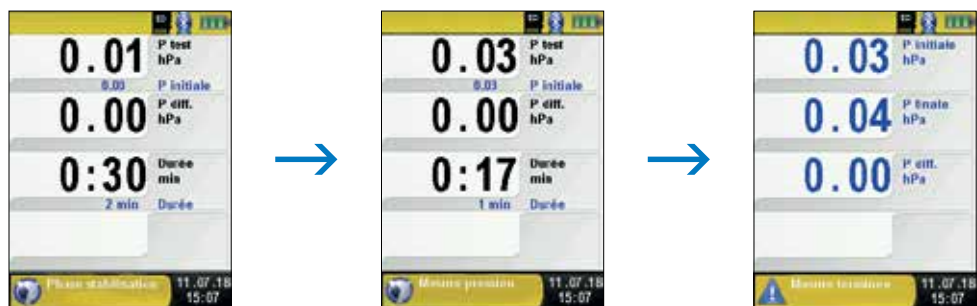 0.01 P test hPa
0.03 P initiale
0.00 P diff. hPa
0:30 Durée min
2 min Durée
Phase stabilisation
11.07.18
15:07
0.03 P test hPa
0.03 P initiale
0.00 P diff. hPa
0:17 Durée min
1 min Durée
Mesure pression
11.07.18
15:07
0.03 P initiale hPa
0.04 P finale hPa
0.00 P diff. hPa
Mesure terminée
11.07.18
15:07